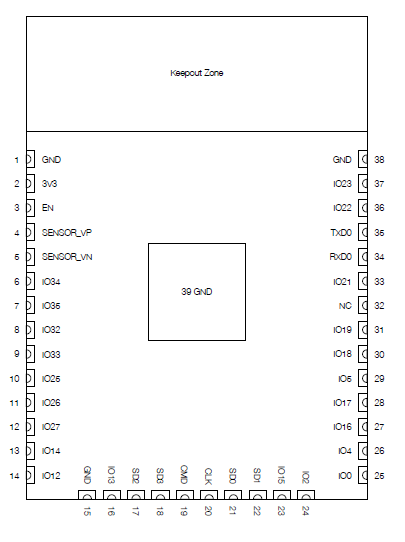 Keepout Zone
1 GND GND 38
2 3V3 IO23 37
3 EN IO22 36
4 SENSOR_VP TXD0 35
5 SENSOR_VN RXD0 34
6 IO34 IO21 33
7 IO35 NC 32
39 GND
8 IO32 IO19 31
9 IO33 IO18 30
10 IO25 IO5 29
11 IO26 IO17 28
12 IO27 IO16 27
13 IO14 IO4 26
14 IO12 IO0 25
GND IO13 SD2 SD3 CMD CLK SD0 SD1 IO15 IO2
15 16 17 18 19 20 21 22 23 24